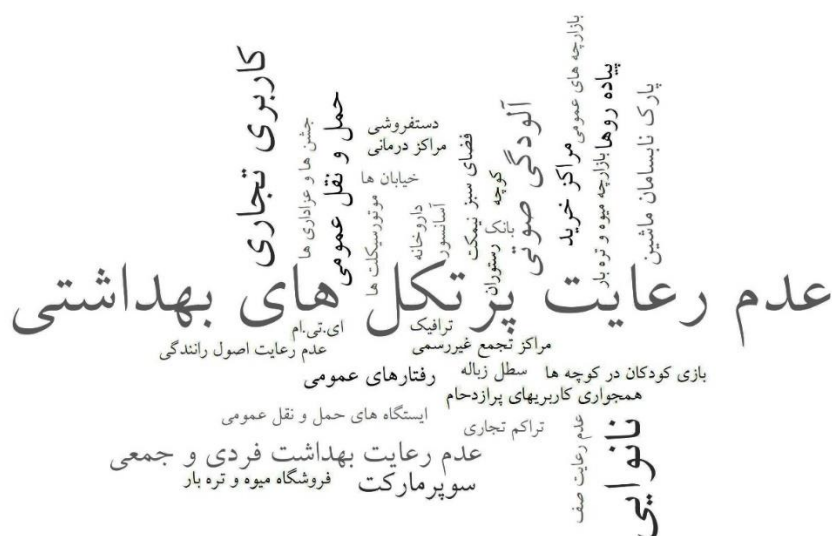 کاربری تجاری
جشن ها و عزاداری ها
حمل و نقل عمومی
موتورسیکلت ها
دستفروشی
مراکز درمانی
خیابان ها
داروخانه
آسانسور
فضای سبز
نیمکت
کوچه
بانک
رستوران
آلودگی صوتی
بازارچه های عمومی
مراکز خرید
پیاده روها
بازارچه میوه و تره بار
پارک نابسامان ماشین
عدم رعایت پرتکل های بهداشتی
ای.تی.ام
ترافیک
عدم رعایت اصول رانندگی
مراکز تجمع غیررسمی
بازی کودکان در کوچه ها
سطل زباله
رفتارهای عمومی
همجواری کاربریهای پرازدحام
ایستگاه های حمل و نقل عمومی
تراکم تجاری
عدم رعایت صف
نانوایی
عدم رعایت بهداشت فردی و جمعی
سوپرمارکت
فروشگاه میوه و تره بار